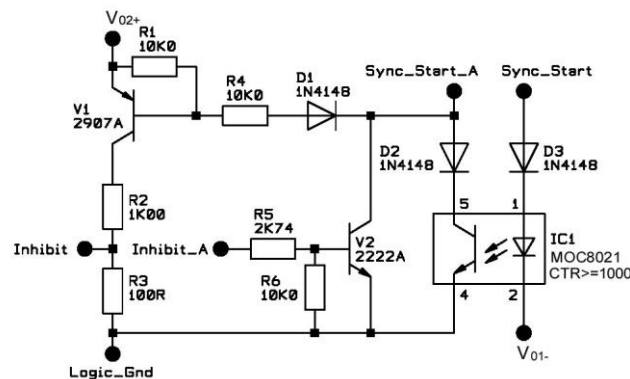 V02+
R1
10K0
R4
10K0
D1
1N4148
Sync_Start_A
Sync_Start
V1
2907A
D2
1N4148
D3
1N4148
R2
1K00
5
1
R5
2K74
V2
2222A
IC1
MOC8021
CTR>=1000
Inhibit
Inhibit_A
R3
100R
R6
10K0
4
2
Logic_Gnd
V01-